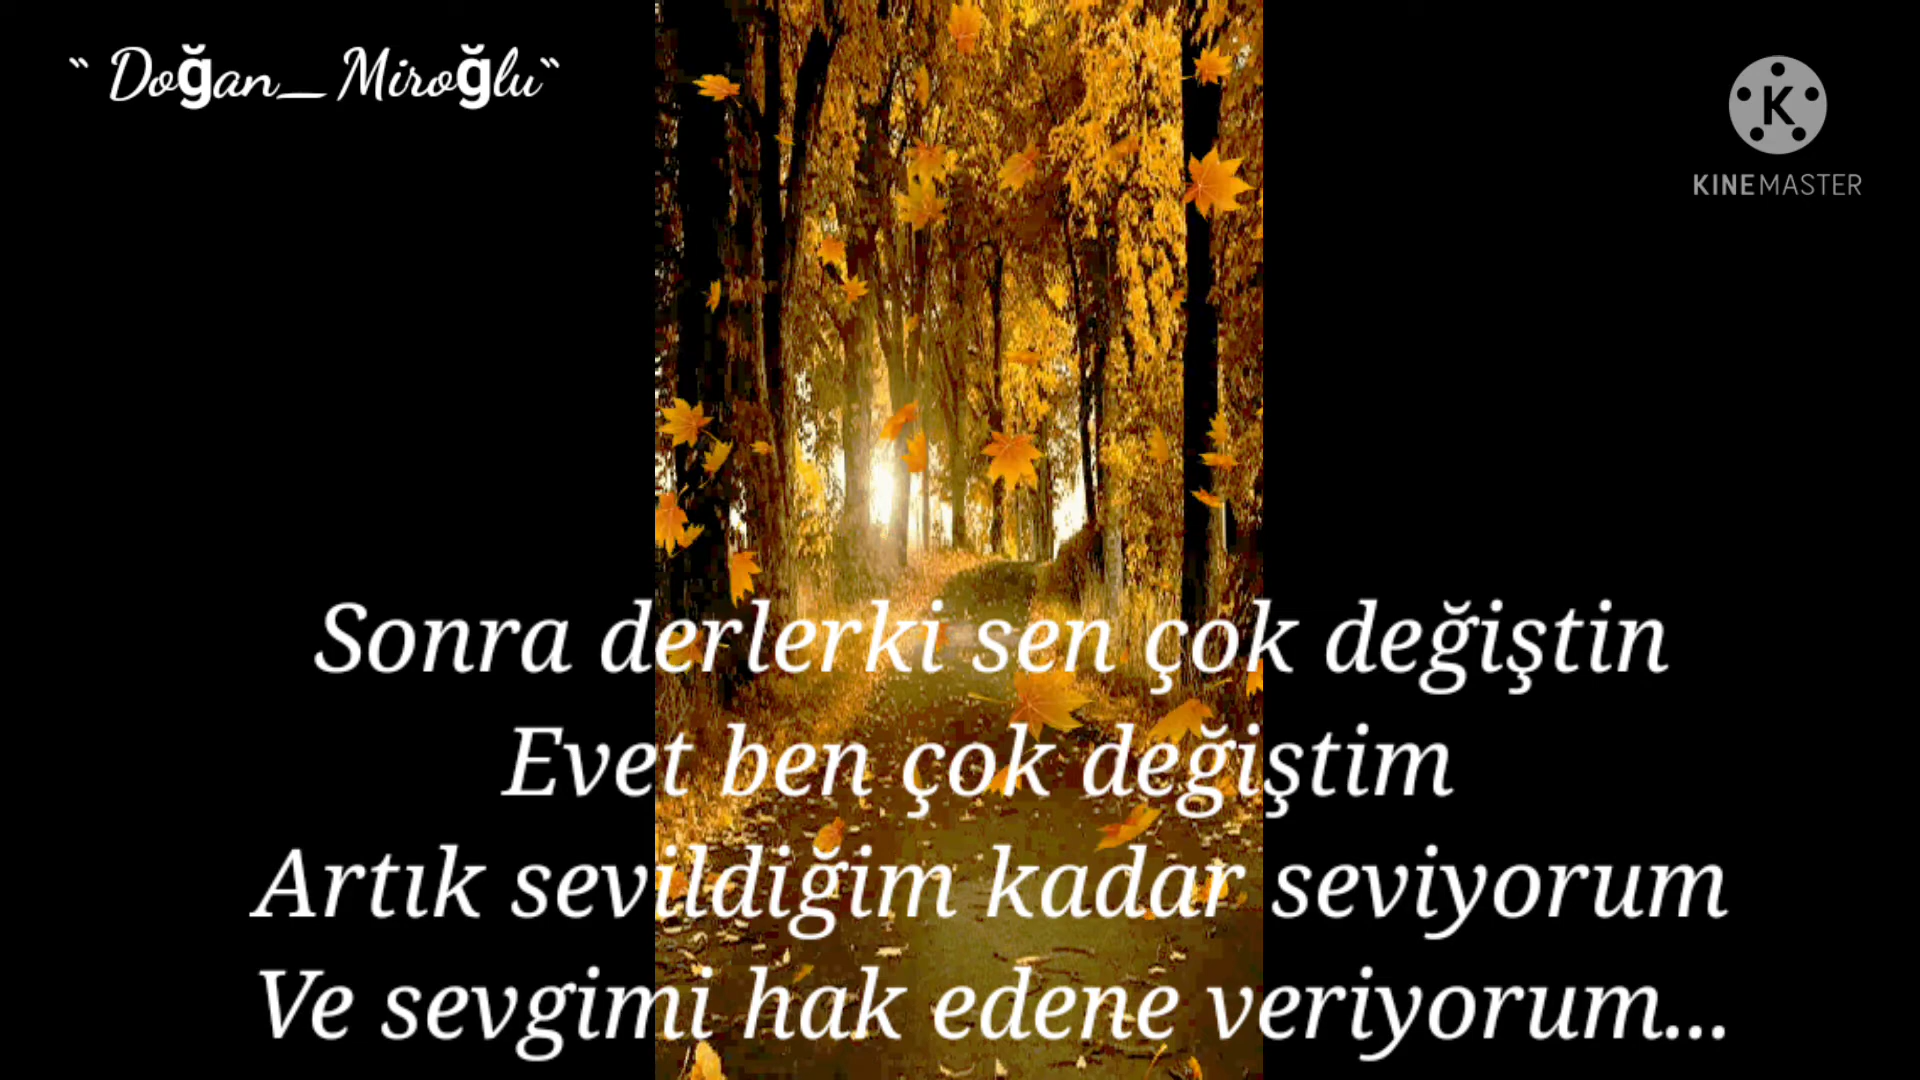 “ Doğan_Miroğlu“
K
KINEMASTER
Sonra derlerki sen çok değiştin
Evet ben çok değiştim
Artık sevildiğim kadar seviyorum
Ve sevgimi hak edene veriyorum...